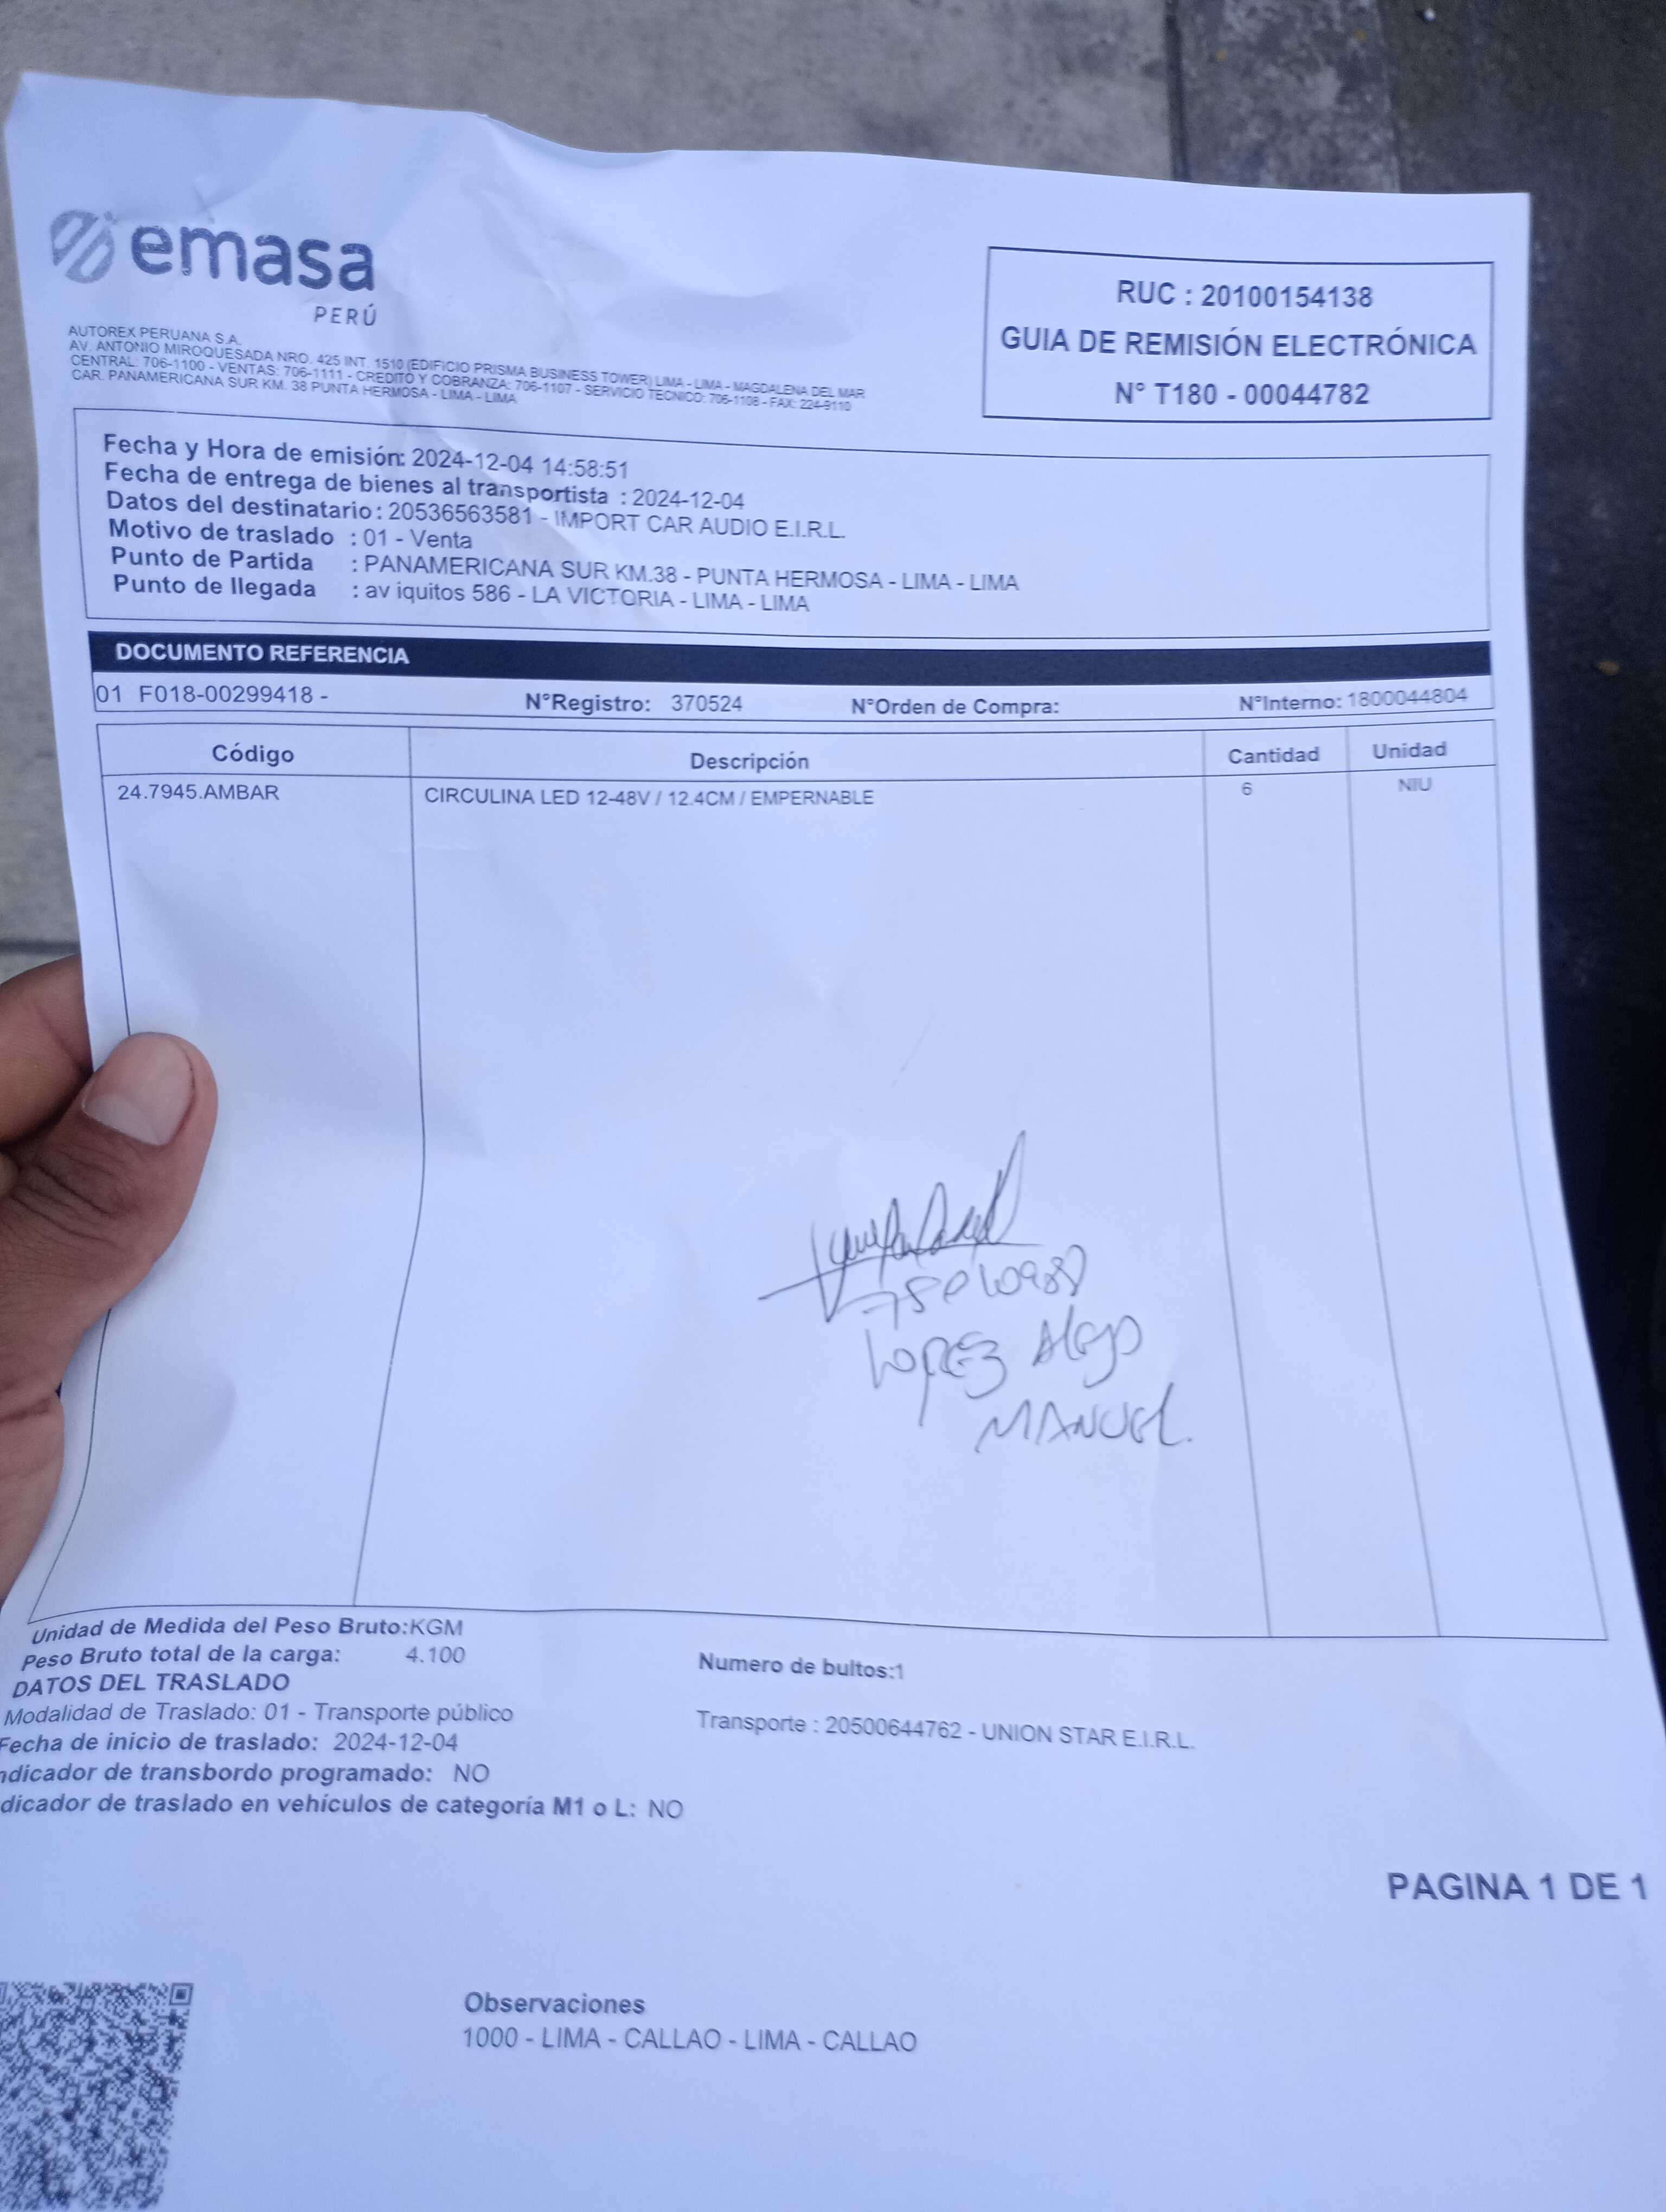 emasa
PERÚ
AUTOREX PERUANA S.A.
AV. ANTONIO MIROQUESADA NRO. 425 INT. 1510 (EDIFICIO PRISMA BUSINESS TOWER) LIMA - LIMA - MAGDALENA DEL MAR
CENTRAL: 706-1100 - VENTAS: 706-1111 - CREDITO Y COBRANZA: 706-1107 - SERVICIO TECNICO: 706-1108 - FAX: 224-9110
CAR. PANAMERICANA SUR KM. 38 PUNTA HERMOSA - LIMA - LIMA
RUC : 20100154138
GUIA DE REMISIÓN ELECTRÓNICA
N° T180 - 00044782
Fecha y Hora de emisión: 2024-12-04 14:58:51
Fecha de entrega de bienes al transportista : 2024-12-04
Datos del destinatario : 20536563581 - IMPORT CAR AUDIO E.I.R.L.
Motivo de traslado : 01 - Venta
Punto de Partida : PANAMERICANA SUR KM.38 - PUNTA HERMOSA - LIMA - LIMA
Punto de llegada : av iquitos 586 - LA VICTORIA - LIMA - LIMA
DOCUMENTO REFERENCIA
01 F018-00299418 - N°Registro: 370524 N°Orden de Compra: N°Interno: 1800044804
Código Descripción Cantidad Unidad
24.7945.AMBAR CIRCULINA LED 12-48V / 12.4CM / EMPERNABLE 6 NIU
LOPEZ Alejo
MANUEL.
Unidad de Medida del Peso Bruto:KGM
Peso Bruto total de la carga: 4.100 Numero de bultos:1
DATOS DEL TRASLADO
Modalidad de Traslado: 01 - Transporte público Transporte : 20500644762 - UNION STAR E.I.R.L.
Fecha de inicio de traslado: 2024-12-04
ndicador de transbordo programado: NO
dicador de traslado en vehículos de categoría M1 o L: NO
PAGINA 1 DE 1
Observaciones
1000 - LIMA - CALLAO - LIMA - CALLAO